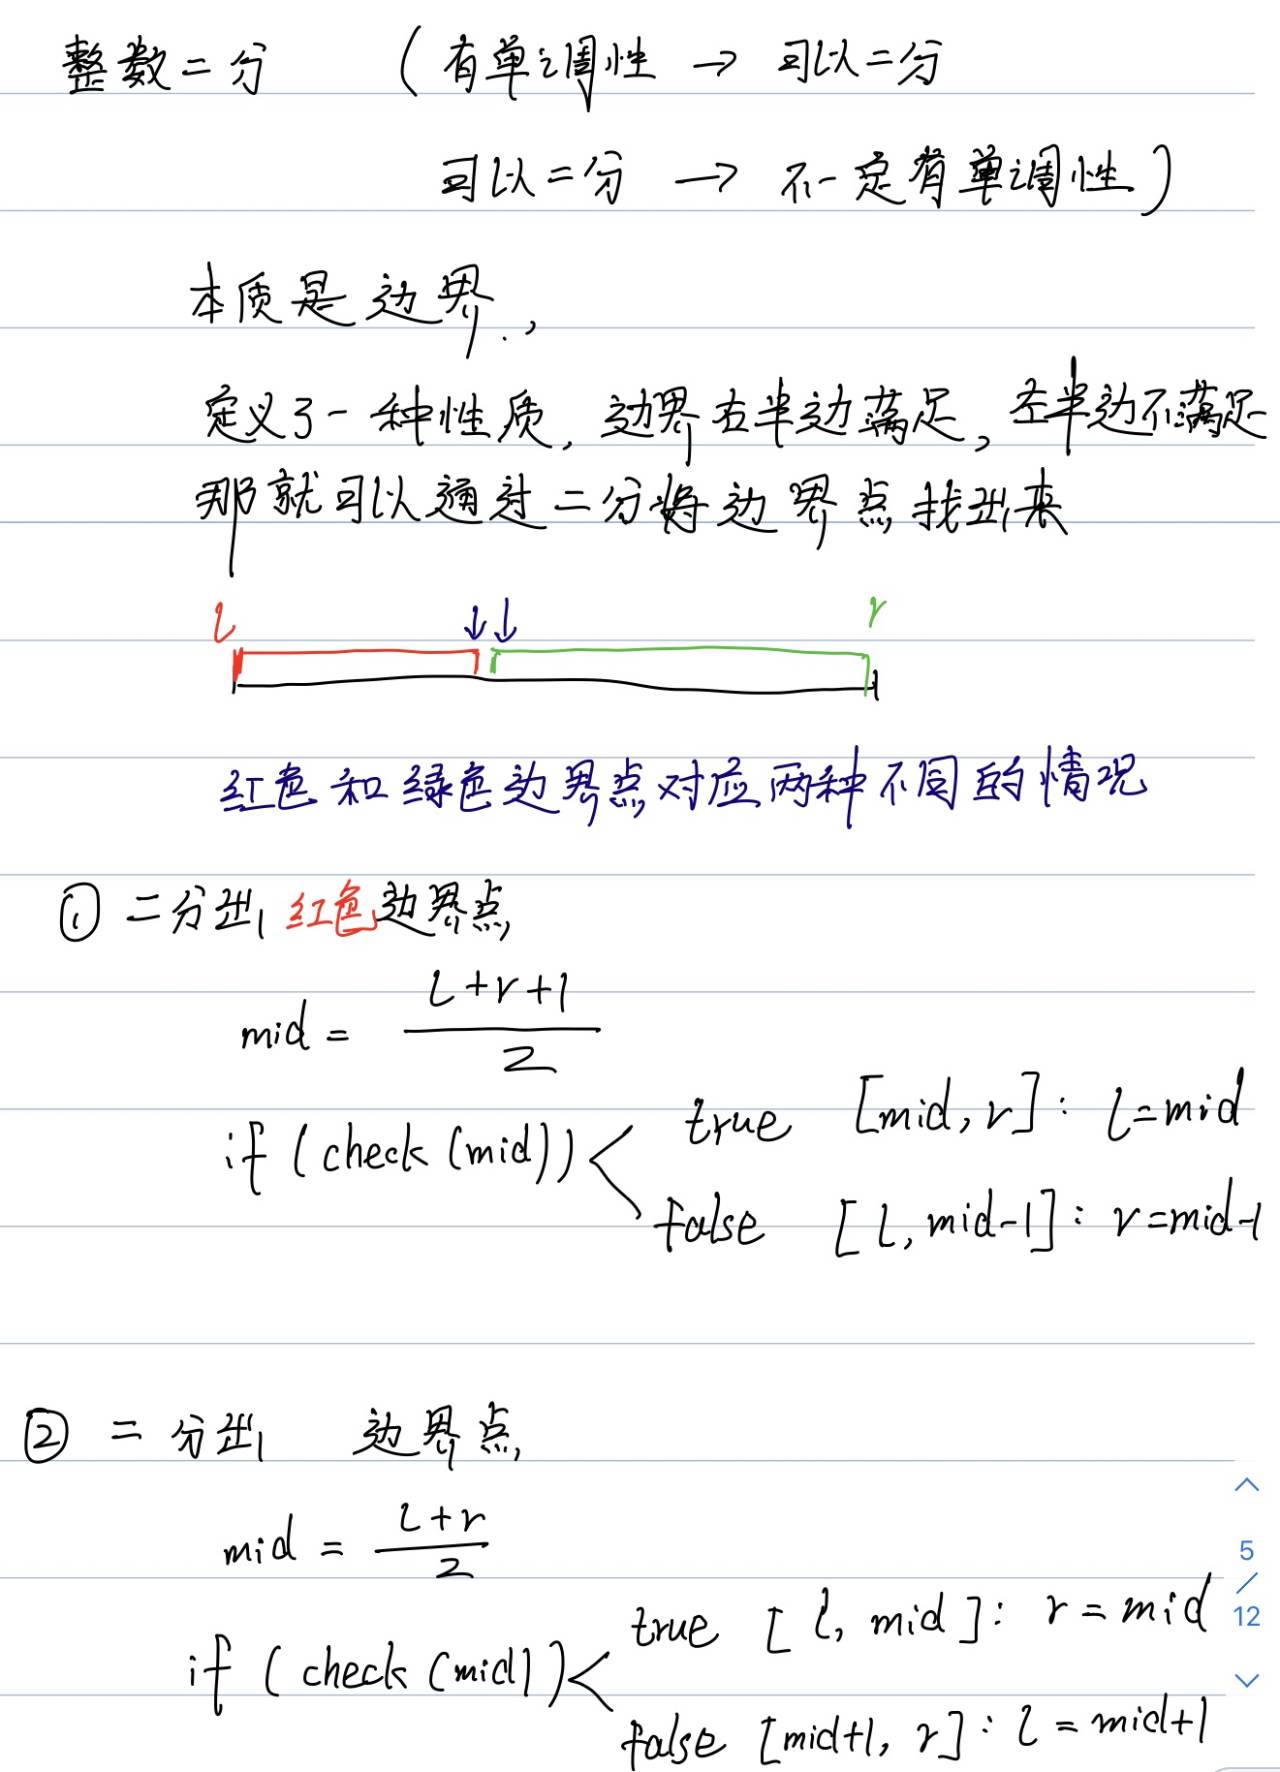 整数二分 (有单调性 → 可以二分
可以二分 → 不一定有单调性)
本质是边界.,
定义了一种性质, 边界右半边满足, 左半边不满足
那就可以通过二分将边界点找出来
l ↓↓ r
红色和绿色边界点对应两种不同的情况
① 二分出红色边界点
mid = \frac{l+r+1}{2}
if (check (mid)) <
true [mid, r]: l=mid
false [l, mid-1]: r=mid-1
② 二分出 边界点
mid = \frac{l+r}{2}
if (check (mid)) <
true [l, mid]: r = mid
false [mid+1, r]: l = mid+1
5
/
12